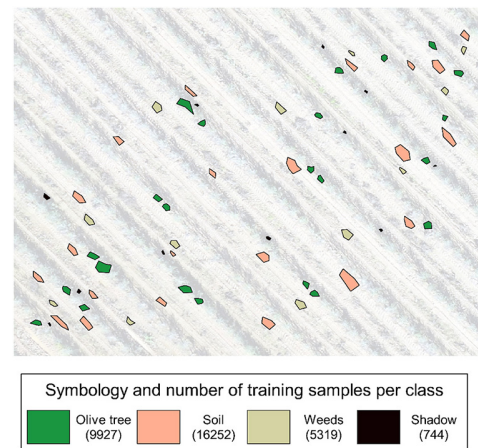 Symbology and number of training samples per class
Olive tree Soil Weeds Shadow
(9927) (16252) (5319) (744)